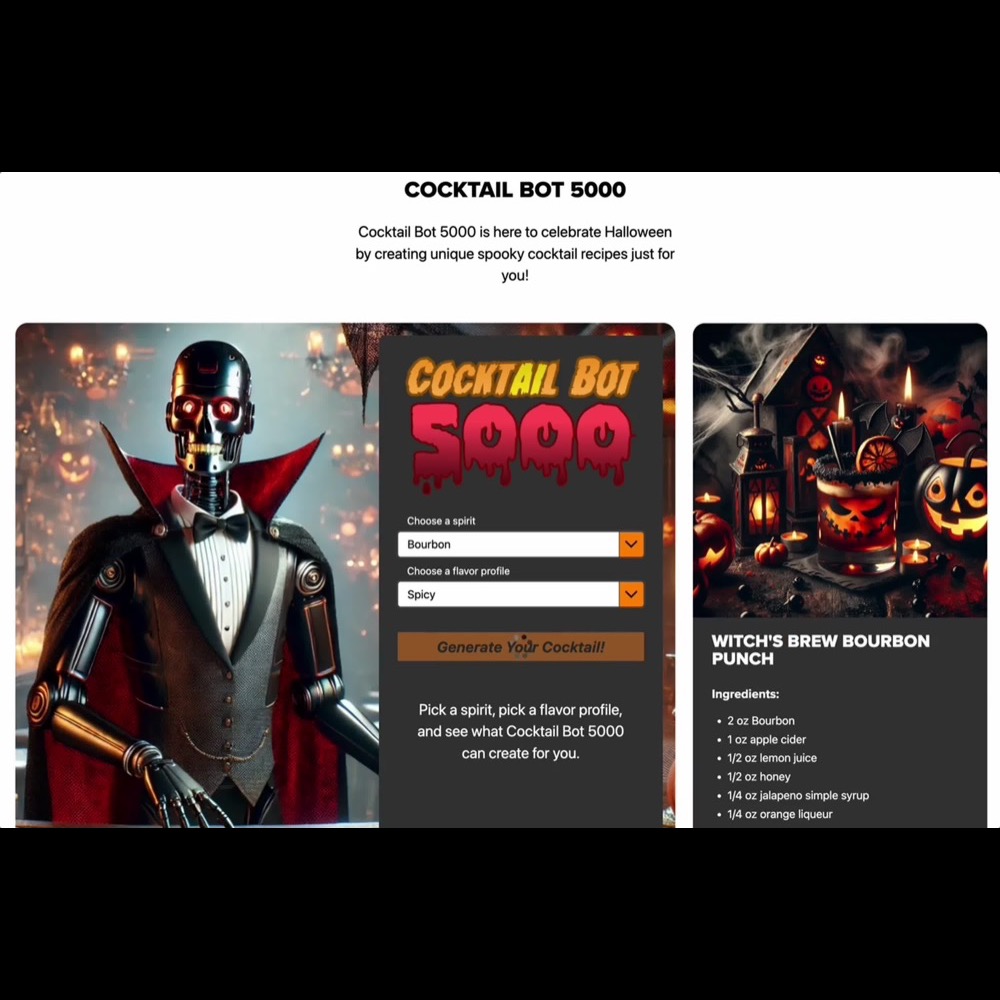 COCKTAIL BOT 5000
Cocktail Bot 5000 is here to celebrate Halloween
by creating unique spooky cocktail recipes just for
you!
COCKTAIL BOT
5000
Choose a spirit
Bourbon
Choose a flavor profile
Spicy
Generate Your Cocktail!
Pick a spirit, pick a flavor profile,
and see what Cocktail Bot 5000
can create for you.
WITCH'S BREW BOURBON
PUNCH
Ingredients:
• 2 oz Bourbon
• 1 oz apple cider
• 1/2 oz lemon juice
• 1/2 oz honey
• 1/4 oz jalapeno simple syrup
• 1/4 oz orange liqueur